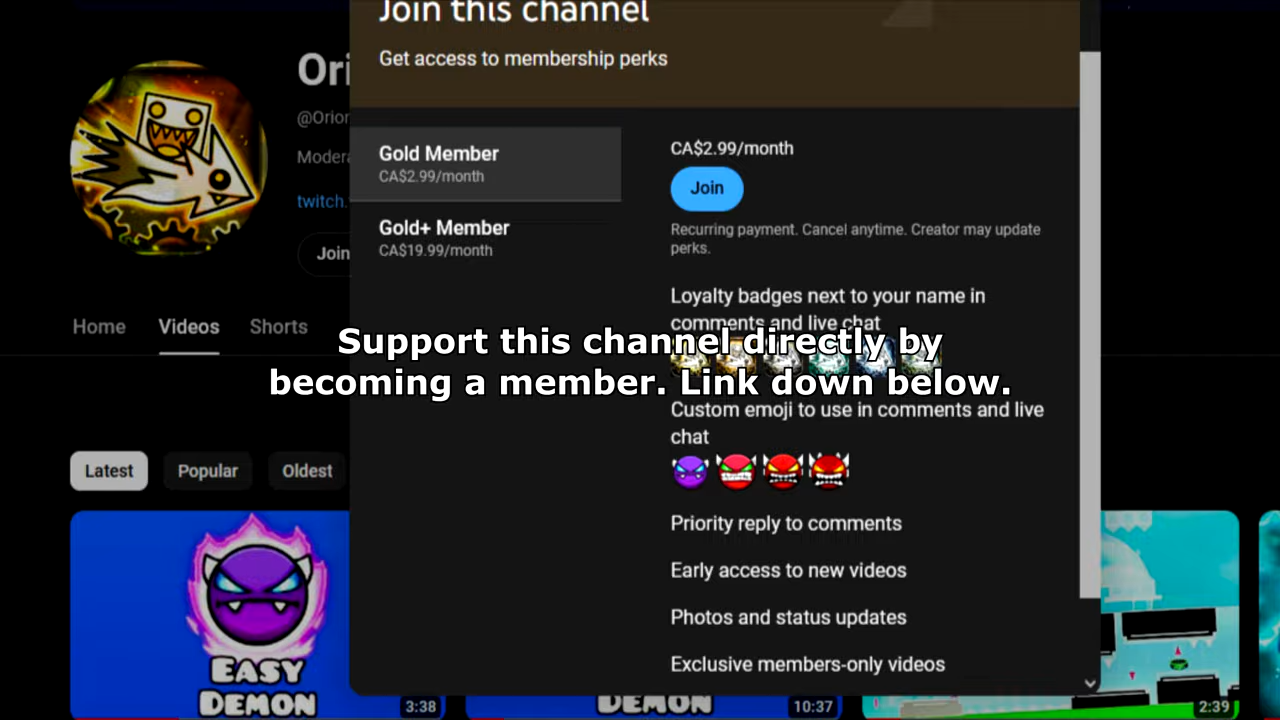 Join this channel
Get access to membership perks
Ori
@Orion
Modera
twitch.
Join
Gold Member
CA$2.99/month
Gold+ Member
CA$19.99/month
CA$2.99/month
Join
Recurring payment. Cancel anytime. Creator may update
perks.
Loyalty badges next to your name in
comments and live chat
Home
Videos
Shorts
Support this channel directly by
becoming a member. Link down below.
Custom emoji to use in comments and live
chat
Latest
Popular
Oldest
Priority reply to comments
Early access to new videos
Photos and status updates
Exclusive members-only videos
EASY
DEMON
3:38
DEMON
10:37
2:39